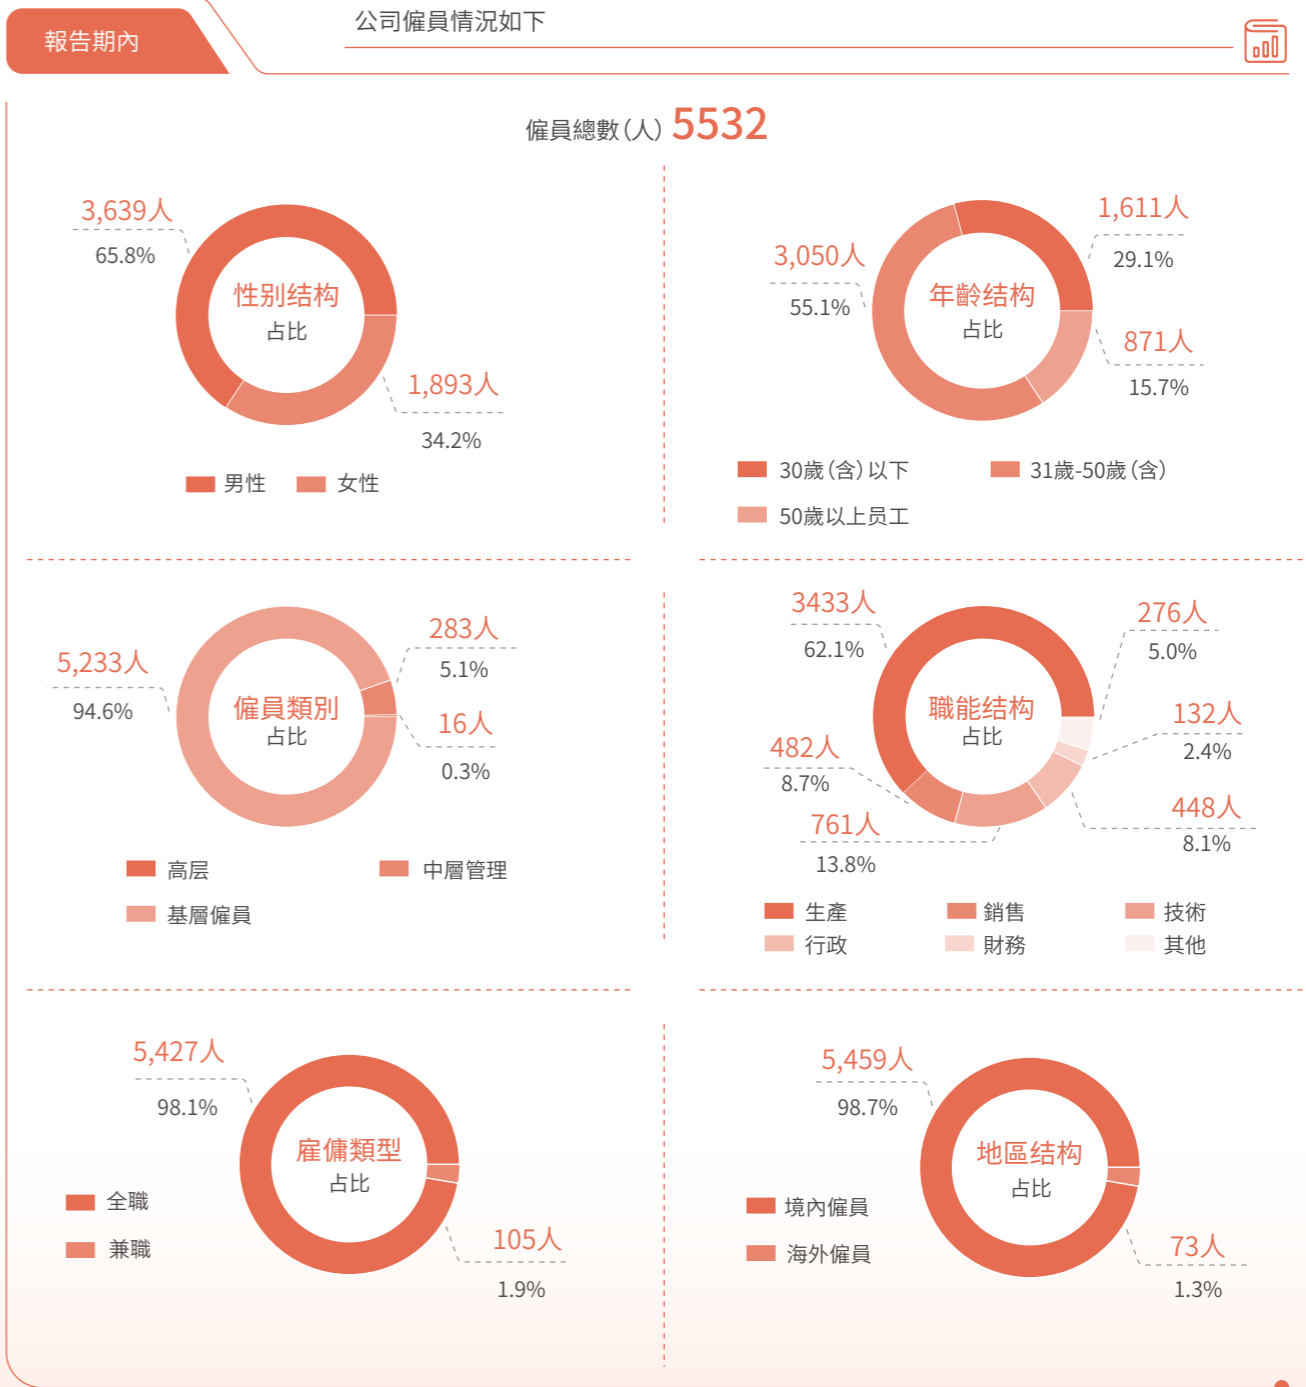 報告期內
公司僱員情況如下
僱員總數(人) 5532
3,639人
65.8%
性别结构
占比
1,893人
34.2%
男性
女性
1,611人
29.1%
3,050人
55.1%
年齡结构
占比
871人
15.7%
30歲(含)以下
31歲-50歲(含)
50歲以上员工
283人
5.1%
5,233人
94.6%
僱員類別
占比
16人
0.3%
高层
中層管理
基層僱員
3433人
62.1%
276人
5.0%
職能结构
占比
132人
2.4%
482人
8.7%
448人
8.1%
761人
13.8%
生產
銷售
技術
行政
財務
其他
5,427人
98.1%
雇傭類型
占比
全職
兼職
105人
1.9%
5,459人
98.7%
地區结构
占比
境內僱員
海外僱員
73人
1.3%